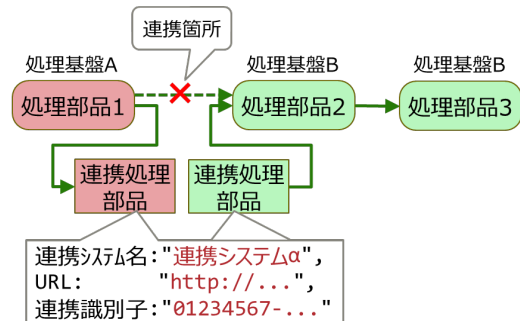 連携箇所
処理基盤A
処理基盤B
処理基盤B
処理部品1
処理部品2
処理部品3
連携処理
部品
連携処理
部品
連携システム名:"連携システムα",
URL: "http://...",
連携識別子:"01234567-..."